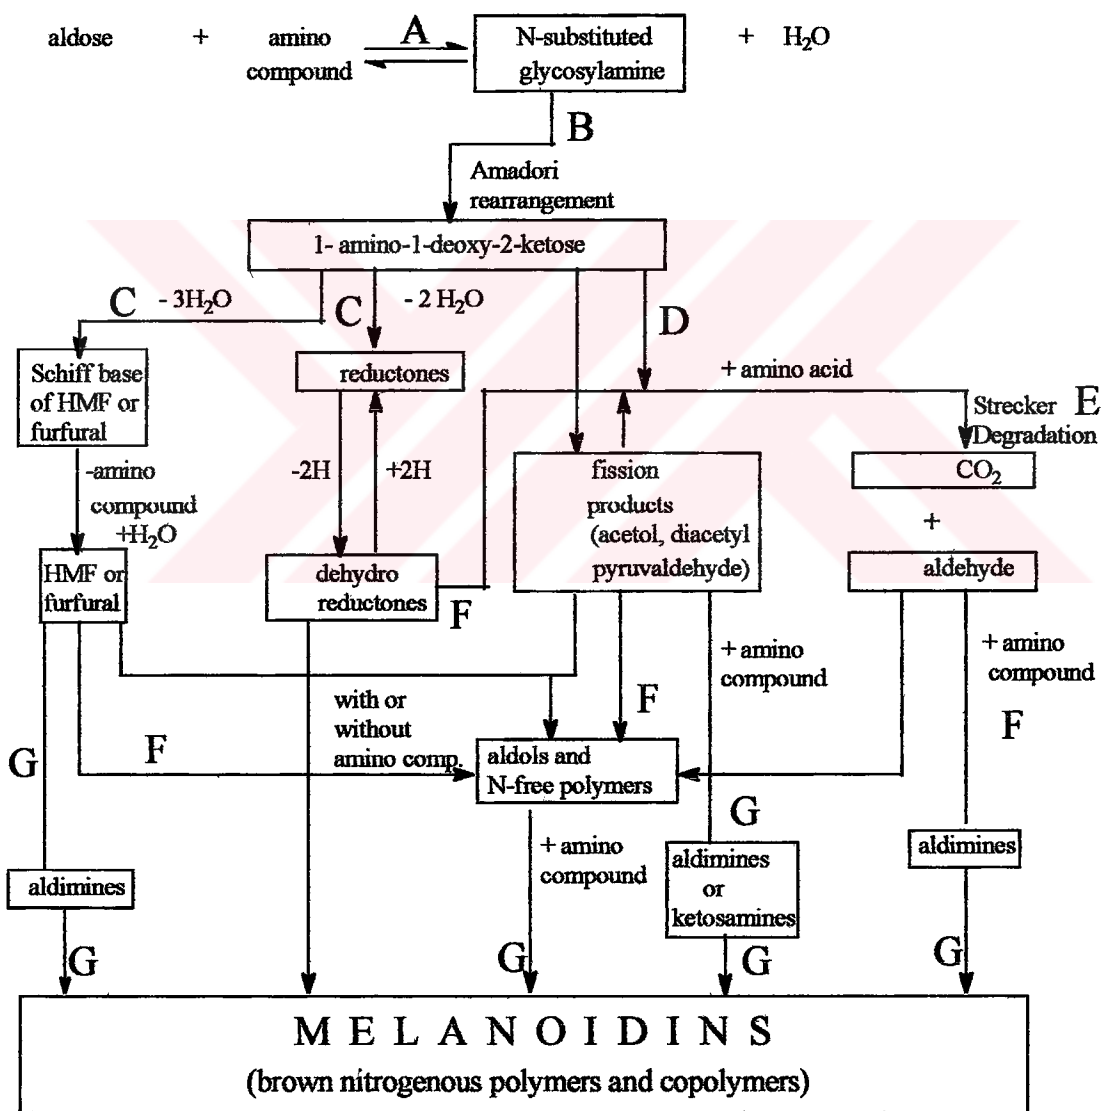 aldose + amino compound A N-substituted glycosylamine + H₂O
B
Amadori
rearrangement
1- amino-1-deoxy-2-ketose
C - 3H₂O
C - 2 H₂O
D
Schiff base
of HMF or
furfural
reductones
+ amino acid
Strecker E
Degradation
-amino
compound
+H₂O
-2H
+2H
fission
products
(acetol, diacetyl
pyruvaldehyde)
CO₂
+
aldehyde
HMF or
furfural
dehydro
reductones
F
+ amino
compound
+ amino
compound
F
with or
without
amino comp.
F
G
F
aldols and
N-free polymers
G
+ amino
compound
aldimines
or
ketosamines
aldimines
aldimines
G
G
G
G
M E L A N O I D I N S
(brown nitrogenous polymers and copolymers)